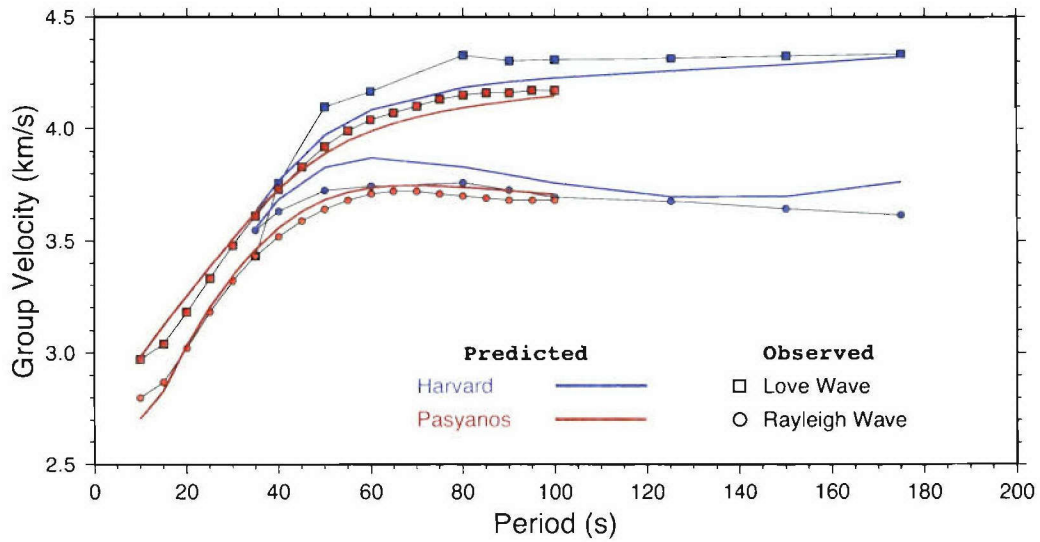 4.5
4.0
3.5
3.0
2.5
Group Velocity (km/s)
Predicted Observed
Harvard Love Wave
Pasyanos Rayleigh Wave
0 20 40 60 80 100 120 140 160 180 200
Period (s)